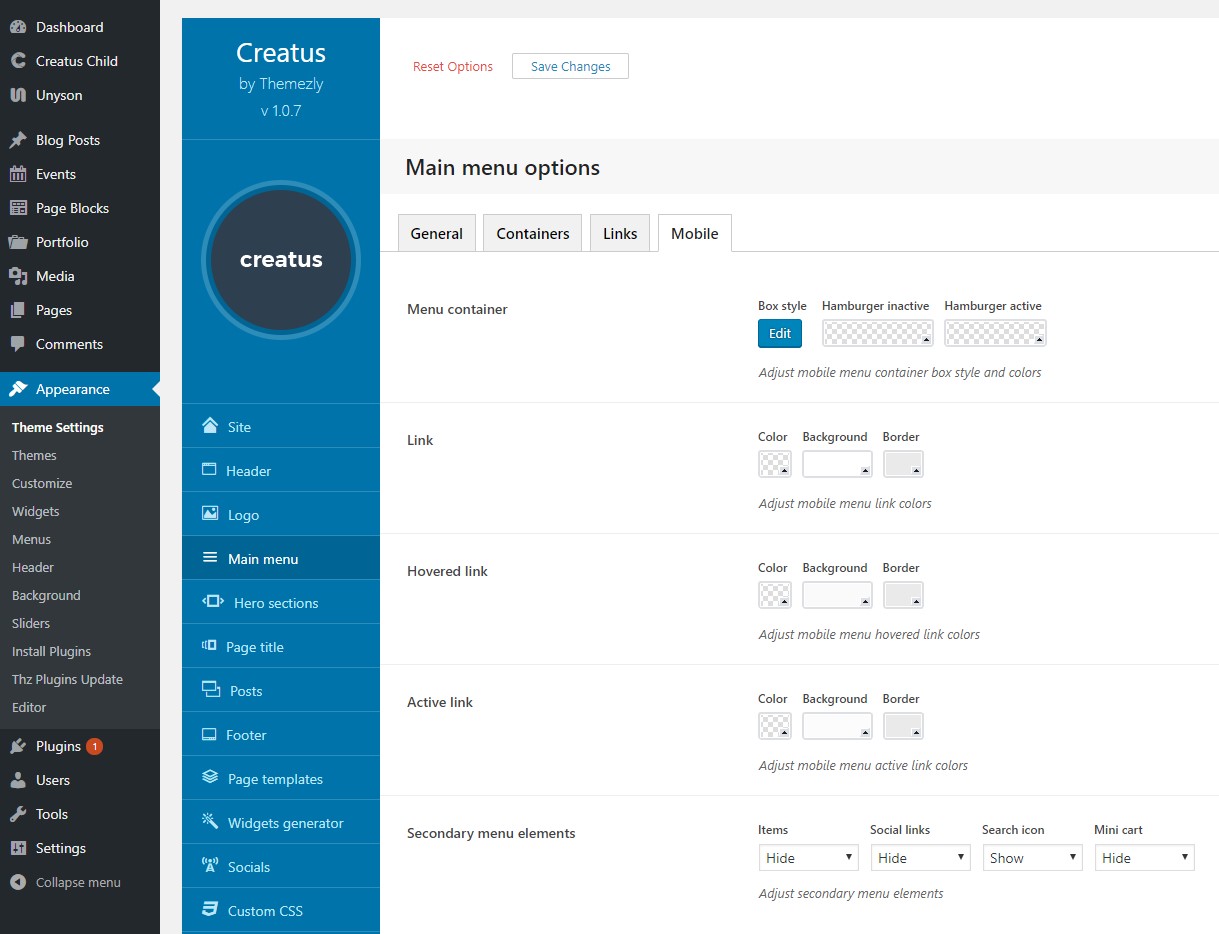 Dashboard
Creatus Child
Unyson
Blog Posts
Events
Page Blocks
Portfolio
Media
Pages
Comments
Appearance
Theme Settings
Themes
Customize
Widgets
Menus
Header
Background
Sliders
Install Plugins
Thz Plugins Update
Editor
Plugins 1
Users
Tools
Settings
Collapse menu
Creatus
by Themezly
v 1.0.7
creatus
Site
Header
Logo
Main menu
Hero sections
Page title
Posts
Footer
Page templates
Widgets generator
Socials
Custom CSS
Reset Options Save Changes
Main menu options
General Containers Links Mobile
Menu container
Box style Hamburger inactive Hamburger active
Edit
Adjust mobile menu container box style and colors
Link
Color Background Border
Adjust mobile menu link colors
Hovered link
Color Background Border
Adjust mobile menu hovered link colors
Active link
Color Background Border
Adjust mobile menu active link colors
Secondary menu elements
Items Social links Search icon Mini cart
Hide Hide Show Hide
Adjust secondary menu elements